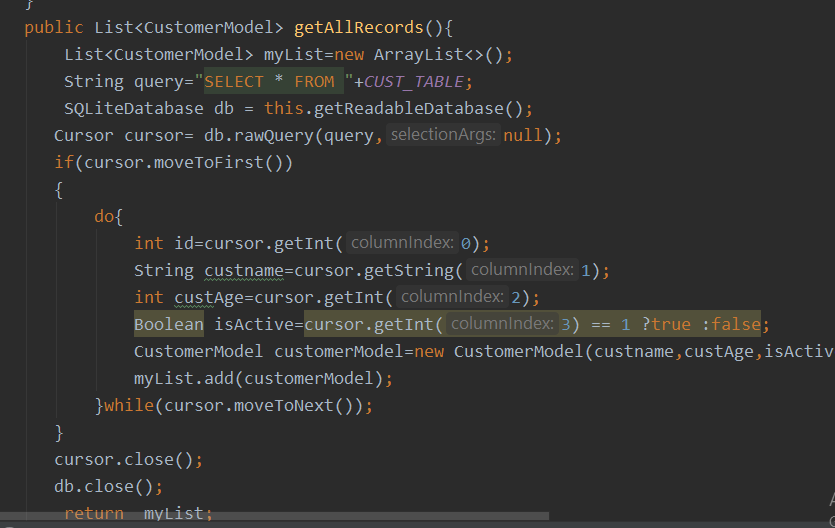 }
public List<CustomerModel> getAllRecords(){
List<CustomerModel> myList=new ArrayList<>();
String query="SELECT * FROM "+CUST_TABLE;
SQLiteDatabase db = this.getReadableDatabase();
Cursor cursor= db.rawQuery(query, selectionArgs: null);
if(cursor.moveToFirst())
{
do{
int id=cursor.getInt( columnIndex: 0);
String custname=cursor.getString( columnIndex: 1);
int custAge=cursor.getInt( columnIndex: 2);
Boolean isActive=cursor.getInt( columnIndex: 3) == 1 ?true :false;
CustomerModel customerModel=new CustomerModel(custname,custAge,isActiv
myList.add(customerModel);
}while(cursor.moveToNext());
}
cursor.close();
db.close();
return myList;